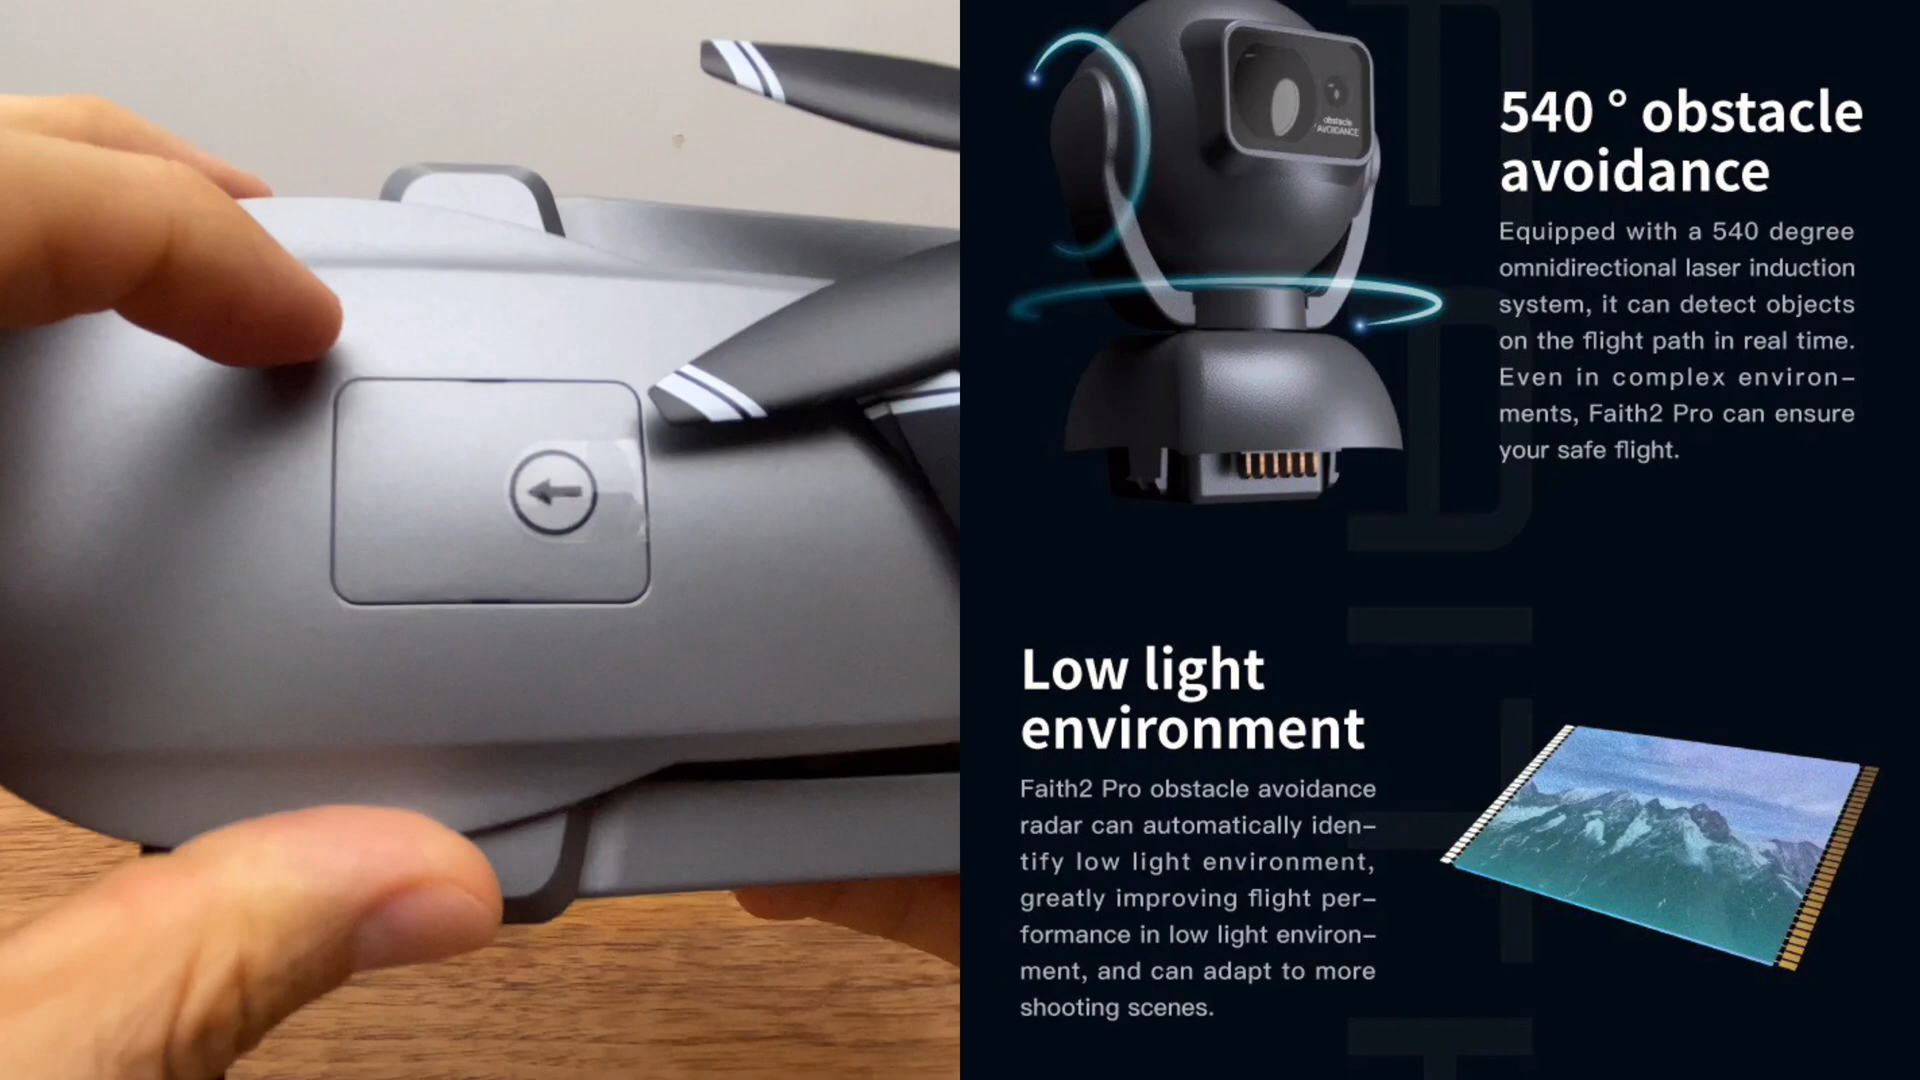 obstacle
AVOIDANCE
540 ° obstacle
avoidance
Equipped with a 540 degree
omnidirectional laser induction
system, it can detect objects
on the flight path in real time.
Even in complex environ-
ments, Faith2 Pro can ensure
your safe flight.
Low light
environment
Faith2 Pro obstacle avoidance
radar can automatically iden-
tify low light environment,
greatly improving flight per-
formance in low light environ-
ment, and can adapt to more
shooting scenes.